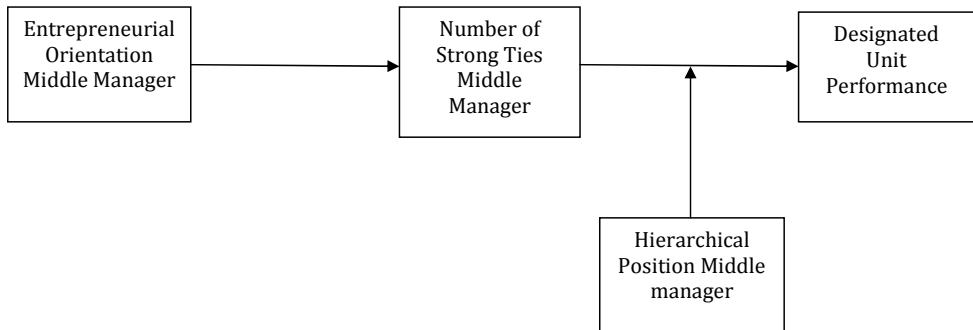 Entrepreneurial
Orientation
Middle Manager
Number of
Strong Ties
Middle
Manager
Designated
Unit
Performance
Hierarchical
Position Middle
manager